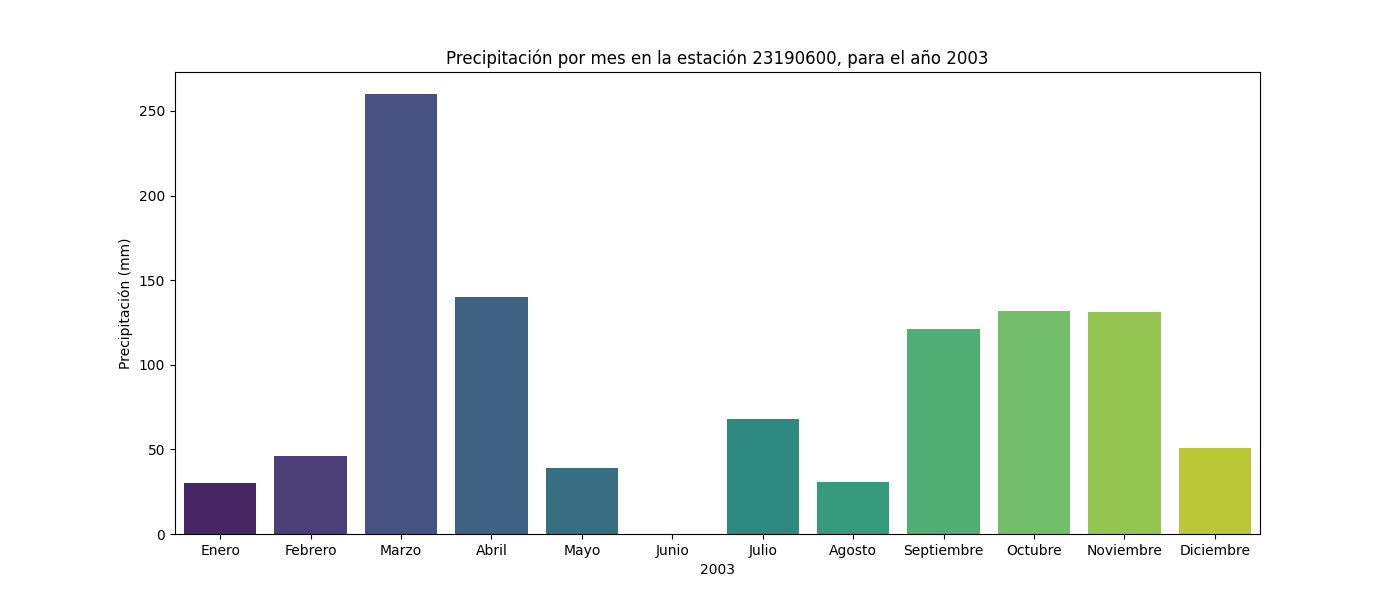 Precipitación por mes en la estación 23190600, para el año 2003
Precipitación (mm)
250
200
150
100
50
0
Enero Febrero Marzo Abril Mayo Junio Julio Agosto Septiembre Octubre Noviembre Diciembre
2003